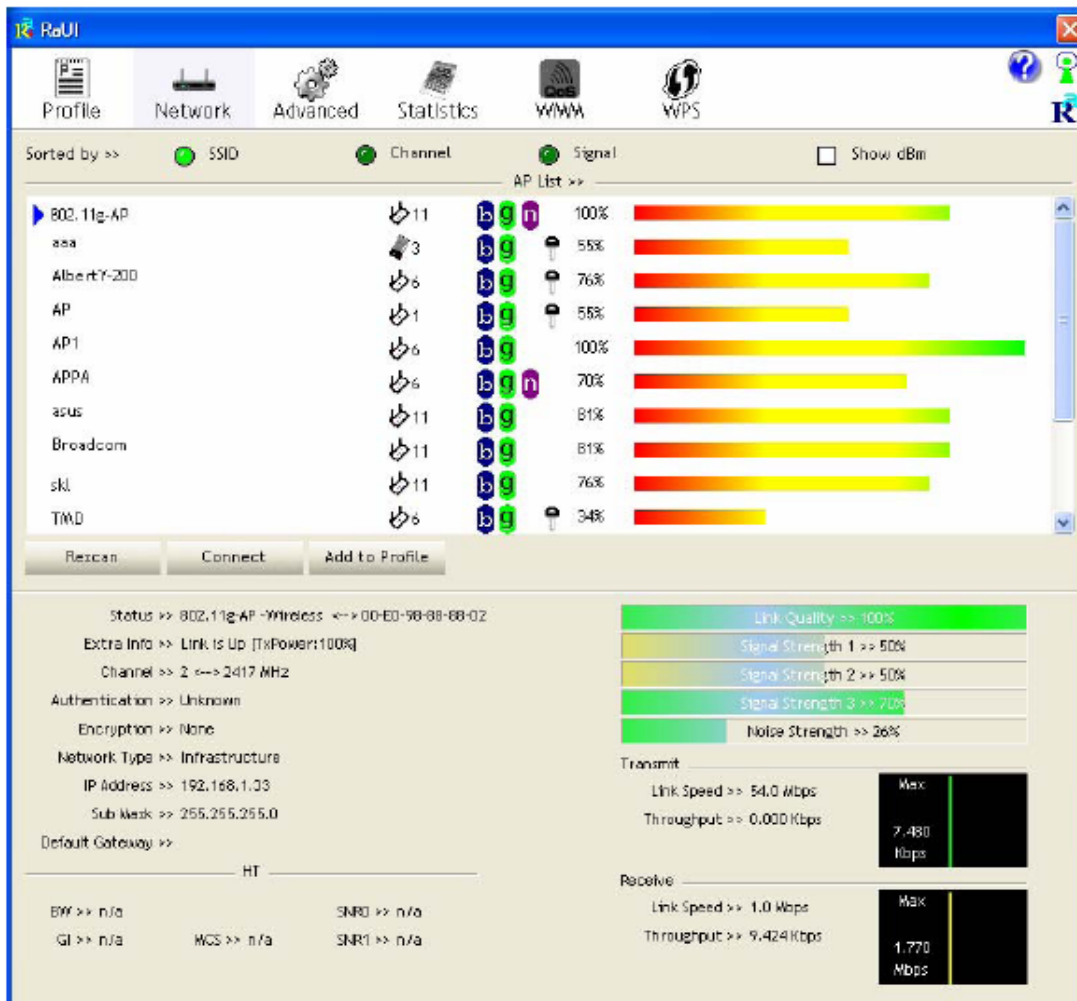 RaUI
Profile Network Advanced Statistics QoS WMM WPS
Sorted by >> SSID Channel Signal Show dBm
AP List >>
802.11g-AP 11 b g n 100%
aaa 3 b g 55%
AlbertY-200 6 b g 76%
AP 1 b g 55%
AP1 6 b g 100%
APPA 6 b g n 70%
asus 11 b g 81%
Broadcom 11 b g 81%
skl 11 b g 76%
TMD 6 b g 34%
Rescan Connect Add to Profile
Status >> 802.11g-AP -Wireless <--> 00-E0-98-88-88-02
Extra Info >> Link is Up [TxPower:100%]
Channel >> 2 <--> 2417 MHz
Authentication >> Unknown
Encryption >> None
Network Type >> Infrastructure
IP Address >> 192.168.1.33
Sub Mask >> 255.255.255.0
Default Gateway >>
HT
BW >> n/a SNR0 >> n/a
GI >> n/a MCS >> n/a SNR1 >> n/a
Link Quality >> 100%
Signal Strength 1 >> 50%
Signal Strength 2 >> 50%
Signal Strength 3 >> 70%
Noise Strength >> 26%
Transmit
Link Speed >> 54.0 Mbps
Throughput >> 0.000 Kbps
Max
7.480
Kbps
Receive
Link Speed >> 1.0 Mbps
Throughput >> 9.424 Kbps
Max
1.770
Mbps